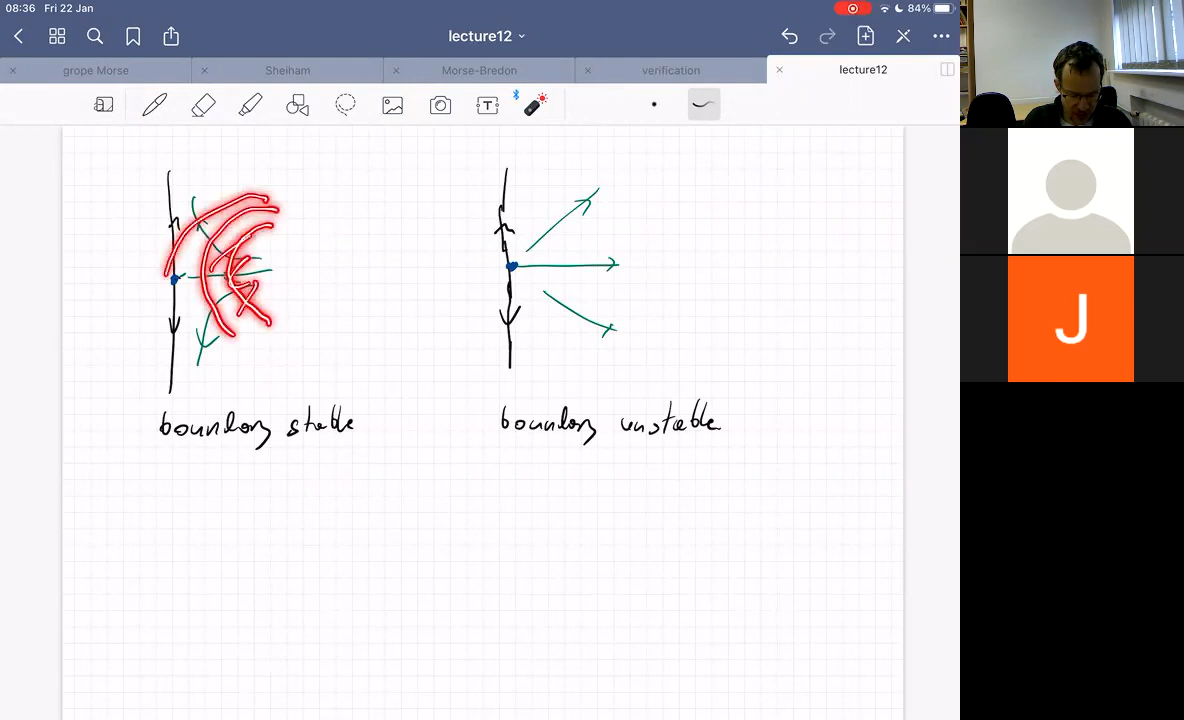 08:36 Fri 22 Jan
84%
lecture12
grope Morse
Sheiham
Morse-Bredon
verification
lecture12
T
J
boundary stable
boundary unstable